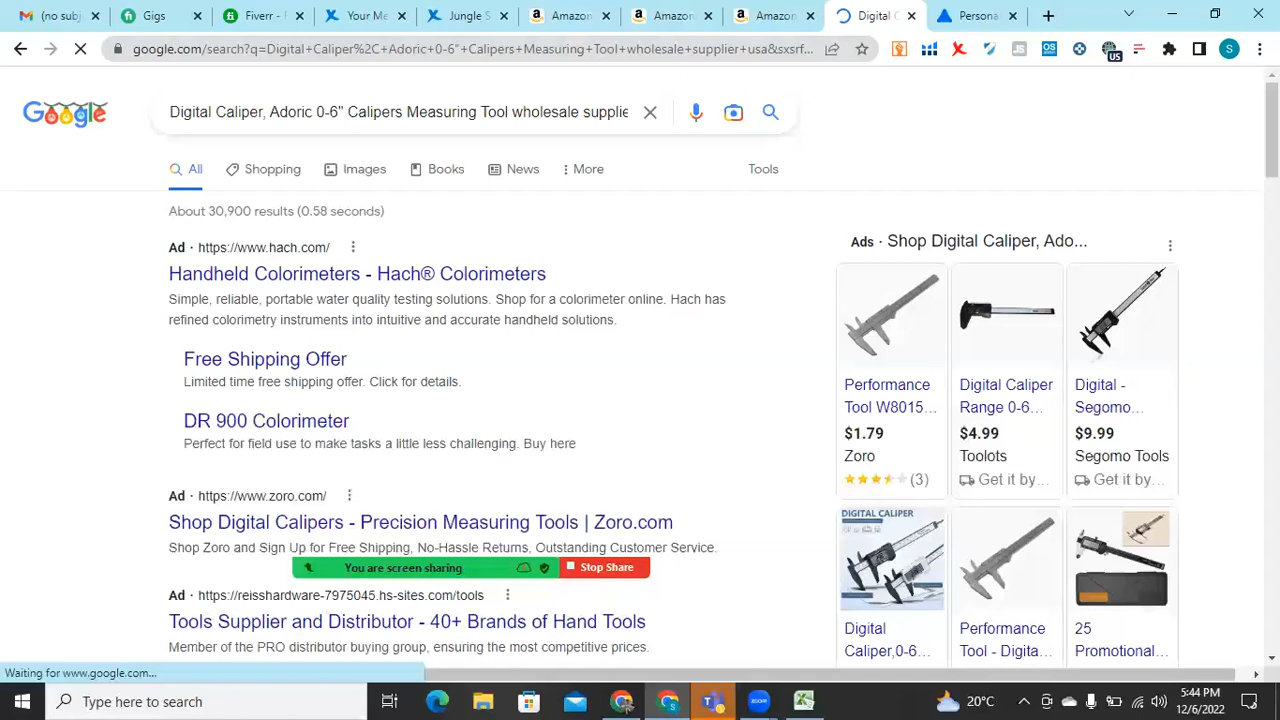 (no su
Gigs
Fiverr -
Your Me
Jungle S
Amazon
Amazon
Amazon
Digital C
Persona
google.com/search?q=Digital+Caliper%2C+Adoric+0-6"+Calipers+Measuring+Tool+wholesale+supplier+usa&sxsrf...
JS
OS
US
S
Google
Digital Caliper, Adoric 0-6" Calipers Measuring Tool wholesale supplie
All
Shopping
Images
Books
News
More
Tools
About 30,900 results (0.58 seconds)
Ad · https://www.hach.com/
Handheld Colorimeters - Hach® Colorimeters
Simple, reliable, portable water quality testing solutions. Shop for a colorimeter online. Hach has
refined colorimetry instruments into intuitive and accurate handheld solutions.
Free Shipping Offer
Limited time free shipping offer. Click for details.
DR 900 Colorimeter
Perfect for field use to make tasks a little less challenging. Buy here
Ad · https://www.zoro.com/
Shop Digital Calipers - Precision Measuring Tools | Zoro.com
Shop Zoro and Sign Up for Free Shipping, No-Hassle Returns, Outstanding Customer Service.
You are screen sharing
Stop Share
Ad · https://reisshardware-7975045.hs-sites.com/tools
Tools Supplier and Distributor - 40+ Brands of Hand Tools
Member of the PRO distributor buying group, ensuring the most competitive prices.
Ads · Shop Digital Caliper, Ado...
Performance
Tool W8015...
$1.79
Zoro
(3)
Digital Caliper
Range 0-6...
$4.99
Toolots
Get it by...
Digital -
Segomo...
$9.99
Segomo Tools
Get it by...
DIGITAL CALIPER
Digital
Caliper,0-6...
Performance
Tool - Digita...
25
Promotional...
Waiting for www.google.com...
Type here to search
zoom
20°C
5:44 PM
12/6/2022